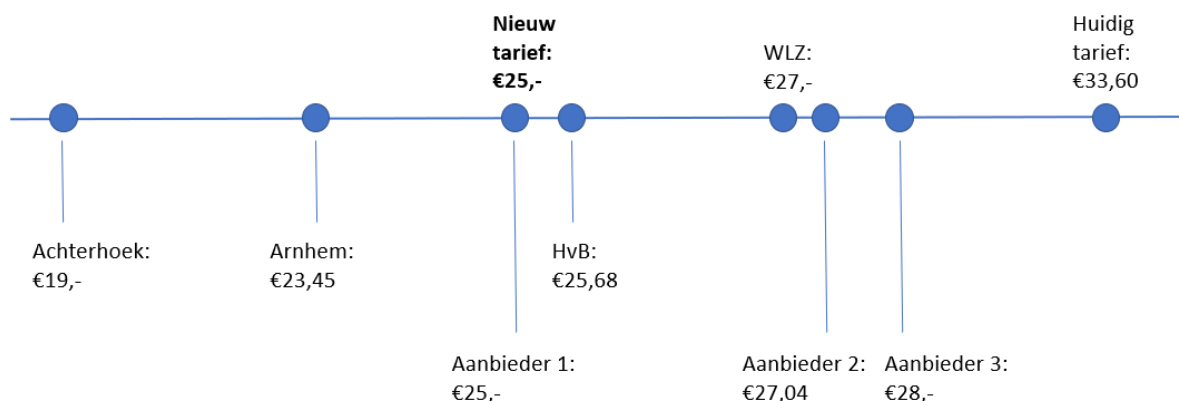 Nieuw
tarief:
€25,-
WLZ:
€27,-
Huidig
tarief:
€33,60
Achterhoek:
€19,-
Arnhem:
€23,45
HvB:
€25,68
Aanbieder 1:
€25,-
Aanbieder 2:
€27,04
Aanbieder 3:
€28,-